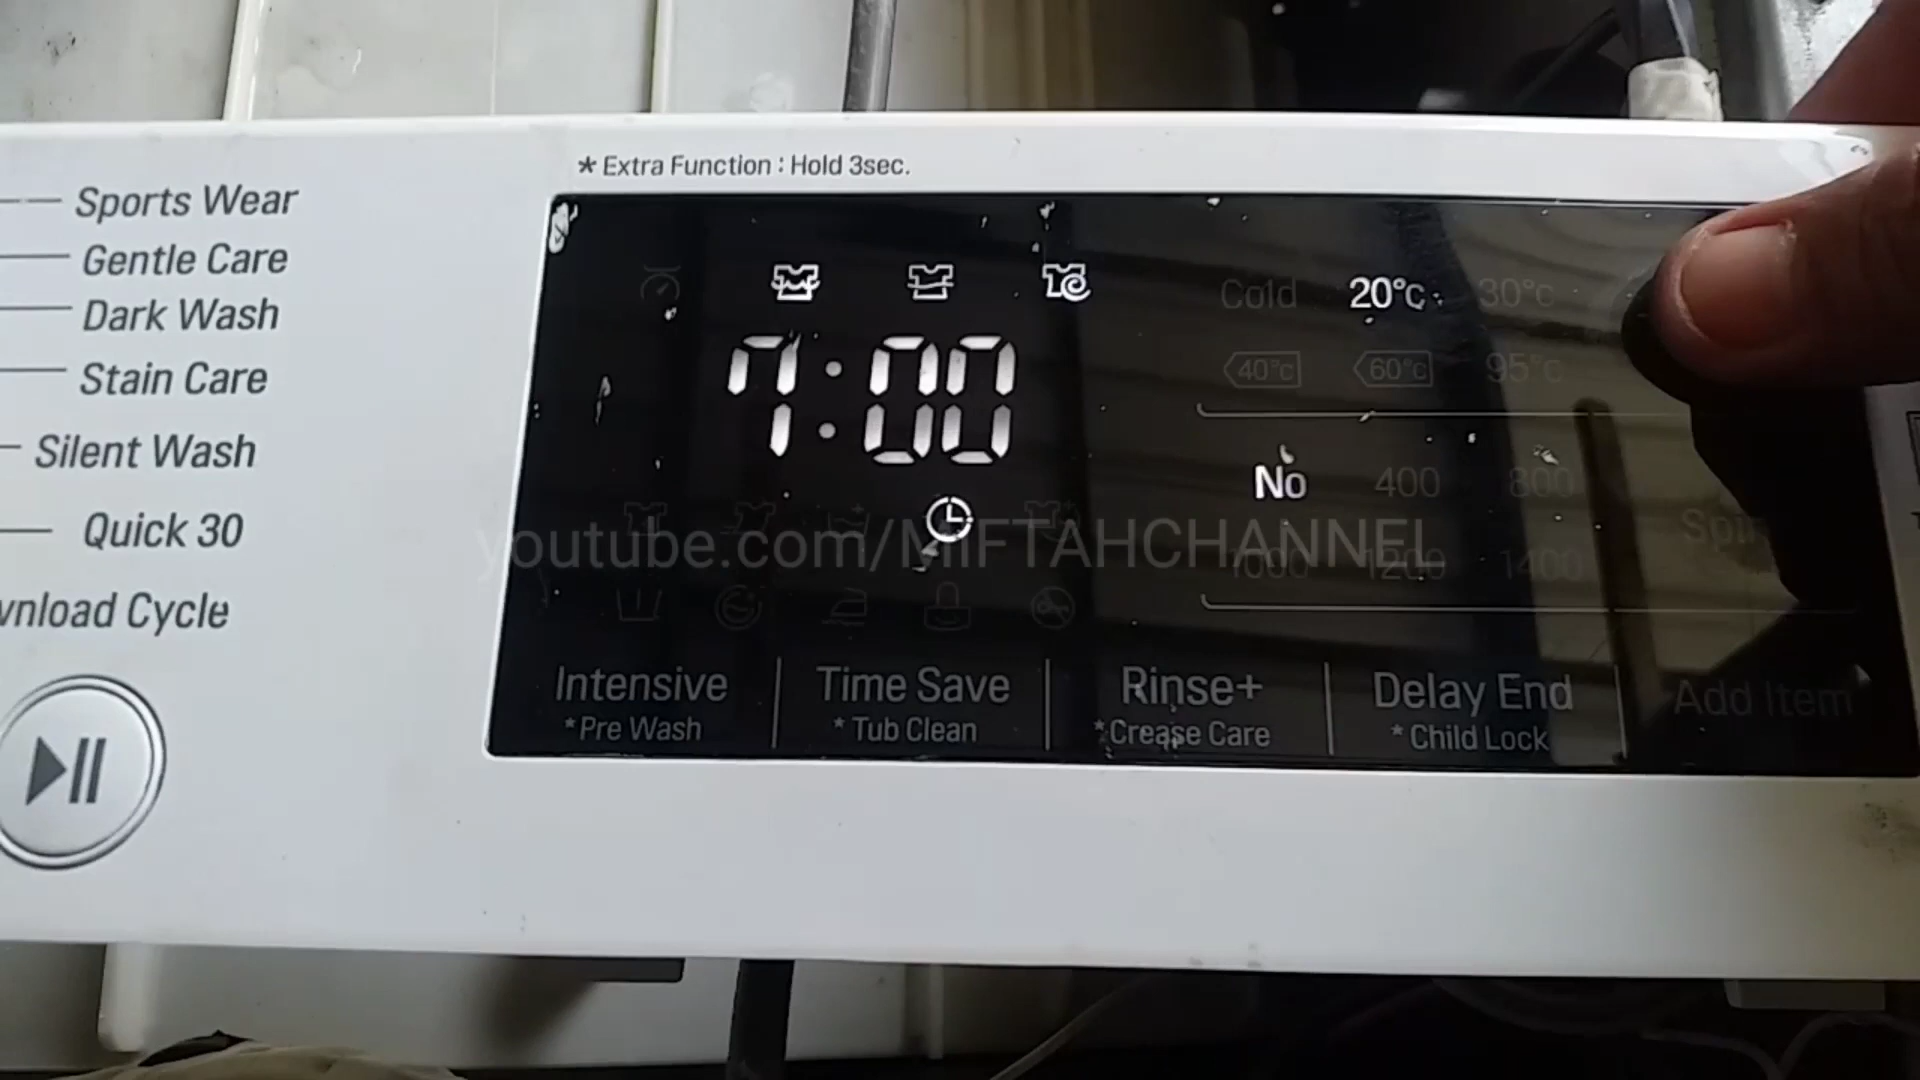 * Extra Function : Hold 3sec.
Sports Wear
Gentle Care
Dark Wash
Stain Care
Silent Wash
Quick 30
wnload Cycle
7:00
Cold 20°C 30°C
40°C 60°C 95°C
No 400 800
1000 1200 1400
youtube.com/MIFTAHCHANNEL
Intensive
* Pre Wash
Time Save
* Tub Clean
Rinse+
* Crease Care
Delay End
* Child Lock
Add Item